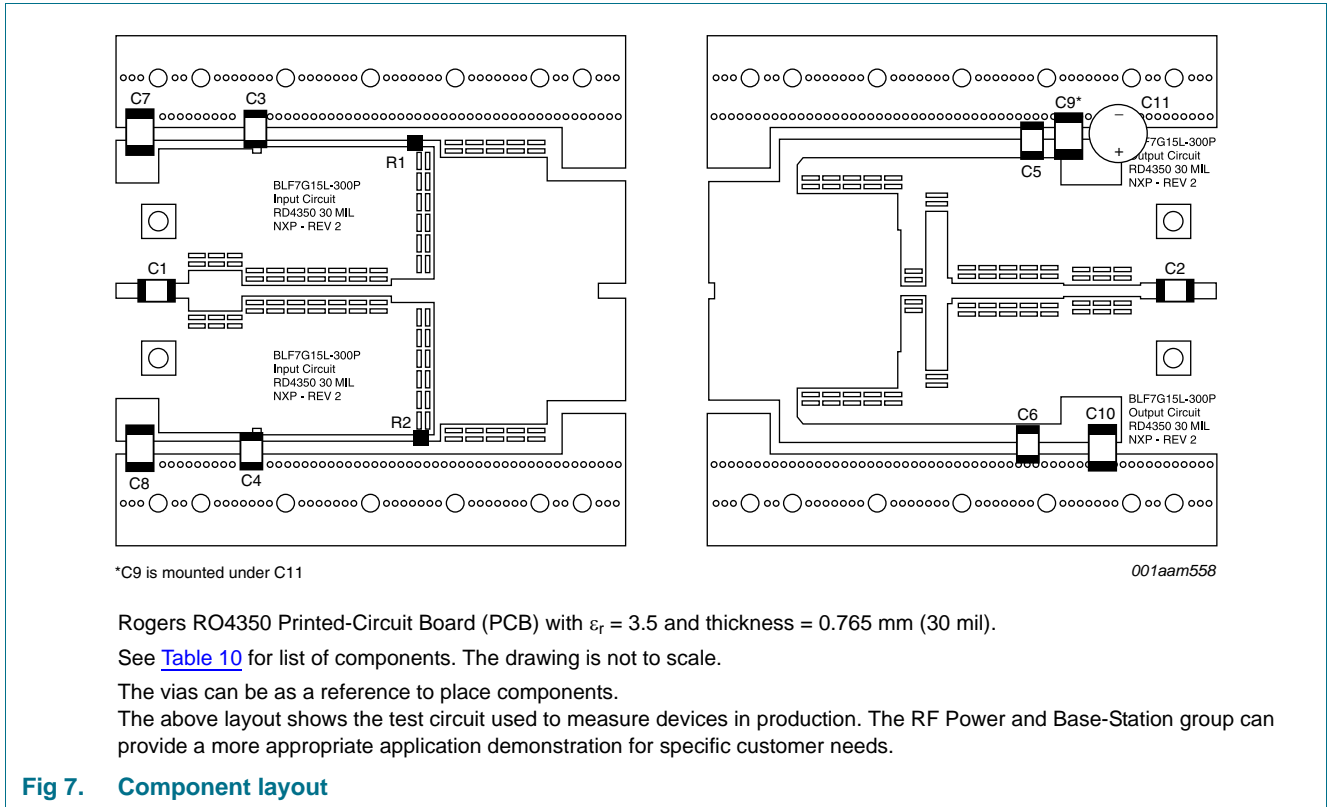 C7
C3
R1
BLF7G15L-300P
Input Circuit
RD4350 30 MIL
NXP - REV 2
C1
BLF7G15L-300P
Input Circuit
RD4350 30 MIL
NXP - REV 2
R2
C8
C4
C9*
C11
−
+
C5
F7G15L-300P
utput Circuit
RD4350 30 MIL
NXP - REV 2
C2
BLF7G15L-300P
Output Circuit
RD4350 30 MIL
NXP - REV 2
C6
C10
*C9 is mounted under C11
001aam558
Rogers RO4350 Printed-Circuit Board (PCB) with εr = 3.5 and thickness = 0.765 mm (30 mil).
See Table 10 for list of components. The drawing is not to scale.
The vias can be as a reference to place components.
The above layout shows the test circuit used to measure devices in production. The RF Power and Base-Station group can
provide a more appropriate application demonstration for specific customer needs.
Fig 7. Component layout